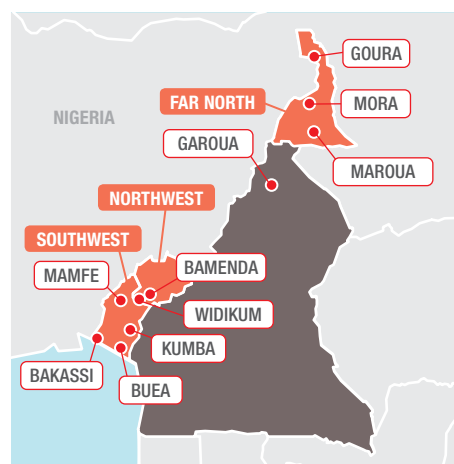 GOURA
FAR NORTH
MORA
NIGERIA
GAROUA
MAROUA
NORTHWEST
SOUTHWEST
MAMFE
BAMENDA
WIDIKUM
KUMBA
BAKASSI
BUEA